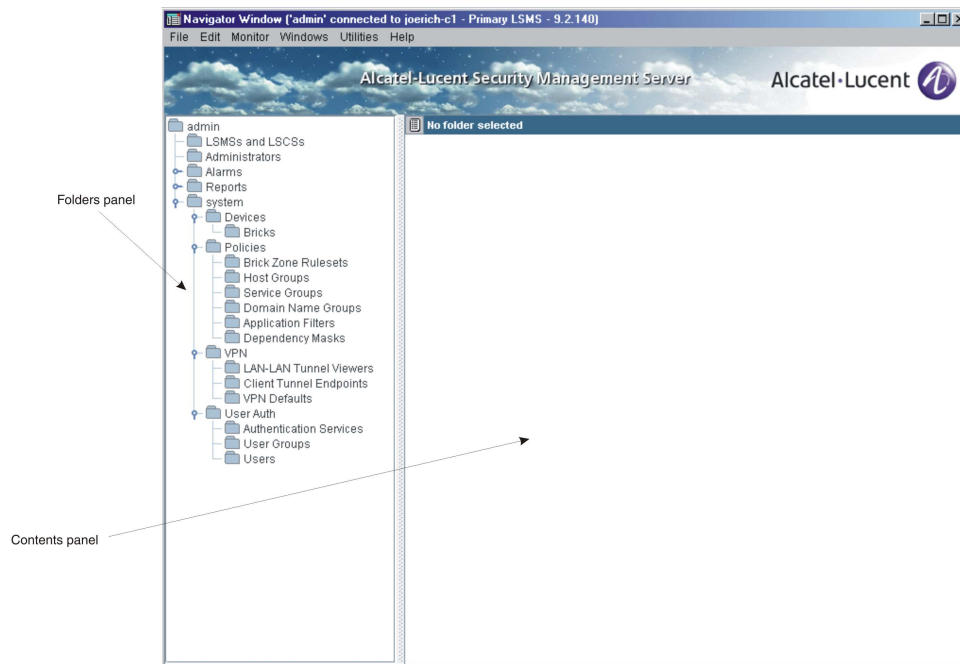 Navigator Window ('admin' connected to joerich-c1 - Primary LSMS - 9.2.140)
File Edit Monitor Windows Utilities Help
Alcatel-Lucent Security Management Server
Alcatel·Lucent
admin
LSMSs and LSCSs
Administrators
Alarms
Reports
system
Devices
Bricks
Policies
Brick Zone Rulesets
Host Groups
Service Groups
Domain Name Groups
Application Filters
Dependency Masks
VPN
LAN-LAN Tunnel Viewers
Client Tunnel Endpoints
VPN Defaults
User Auth
Authentication Services
User Groups
Users
No folder selected
Folders panel
Contents panel